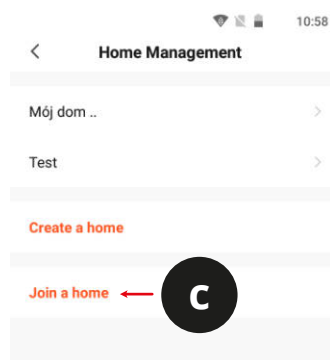 10:58
Home Management
Mój dom ..
Test
Create a home
Join a home
C